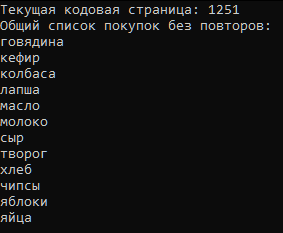 Текущая кодовая страница: 1251
Общий список покупок без повторов:
говядина
кефир
колбаса
лапша
масло
молоко
сыр
творог
хлеб
чипсы
яблоки
яйца